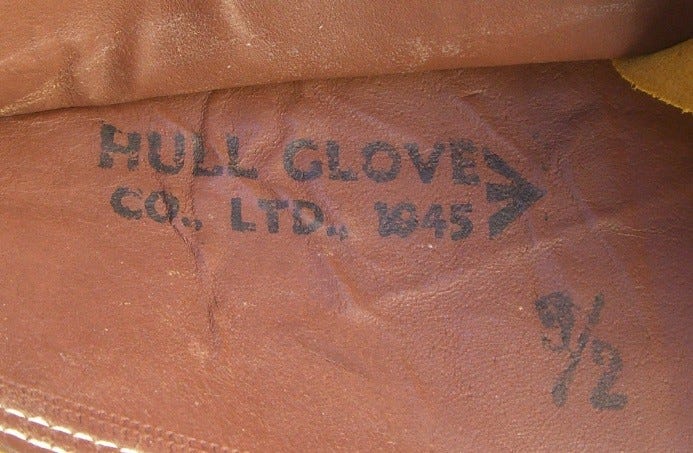 HULL GLOVE
CO., LTD., 1945
9/2